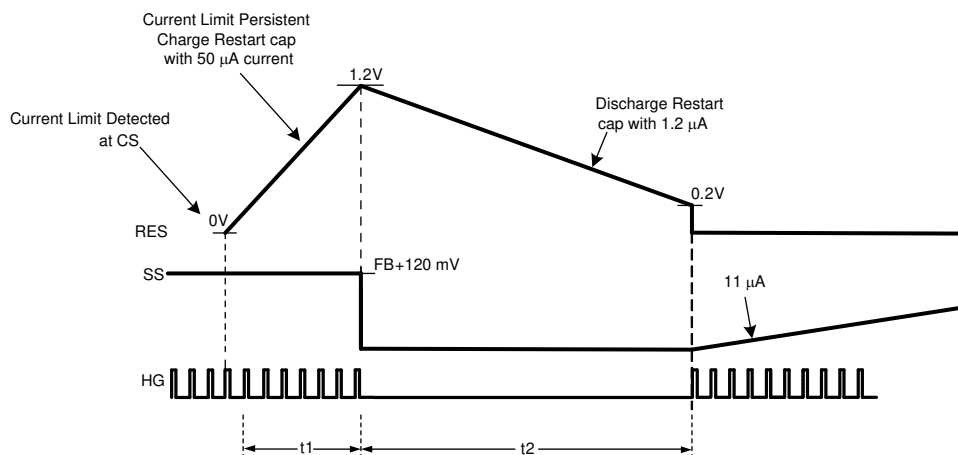 Current Limit Persistent
Charge Restart cap
with 50 μA current
1.2V
Discharge Restart
cap with 1.2 μA
Current Limit Detected
at CS
0V
0.2V
RES
FB+120 mV
SS
11 μA
HG
t1
t2